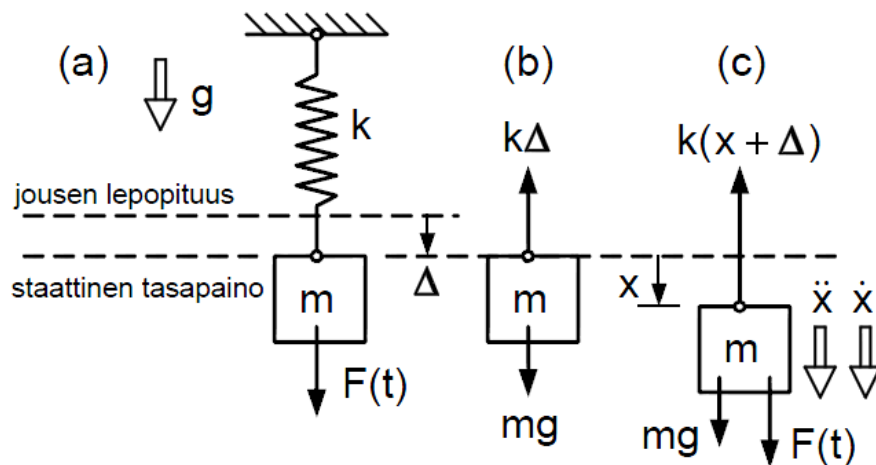 (a)
g
k
jousen lepopituus
staattinen tasapaino
Δ
m
F(t)
(b)
kΔ
m
mg
(c)
k(x + Δ)
x
ẍ ẋ
m
mg
F(t)